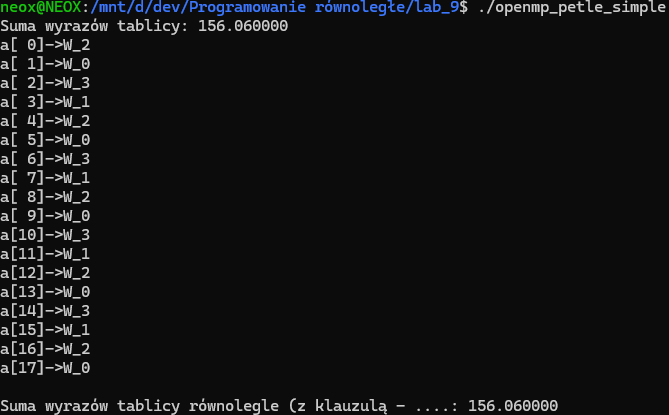 neox@NEOX:/mnt/d/dev/Programowanie równoległe/lab_9$ ./openmp_petle_simple
Suma wyrazów tablicy: 156.060000
a[ 0]->W_2
a[ 1]->W_0
a[ 2]->W_3
a[ 3]->W_1
a[ 4]->W_2
a[ 5]->W_0
a[ 6]->W_3
a[ 7]->W_1
a[ 8]->W_2
a[ 9]->W_0
a[10]->W_3
a[11]->W_1
a[12]->W_2
a[13]->W_0
a[14]->W_3
a[15]->W_1
a[16]->W_2
a[17]->W_0
Suma wyrazów tablicy równolegle (z klauzulą - ....: 156.060000